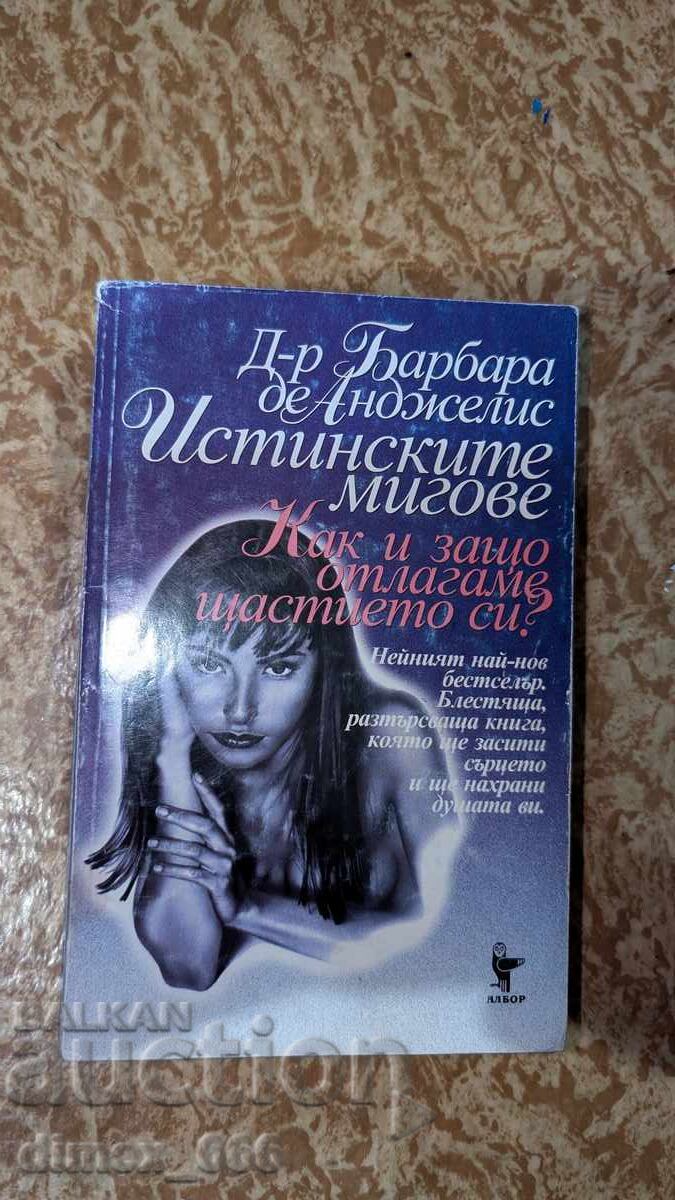 Д-р Барбара
де Анджелис
Истинските
мигове
Как и защо
отлагаме
щастието си?
Нейният най-нов
бестселър.
Блестяща,
разтърсваща книга,
която ще засити
сърцето
и ще нахрани
душата ви.
АЛБОР
BALKAN
auction
dimex_666